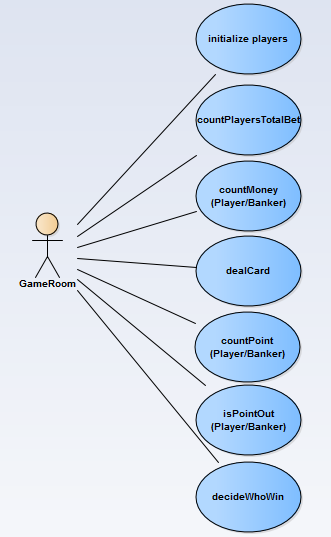 initialize players
countPlayersTotalBet
countMoney
(Player/Banker)
dealCard
GameRoom
countPoint
(Player/Banker)
isPointOut
(Player/Banker)
decideWhoWin